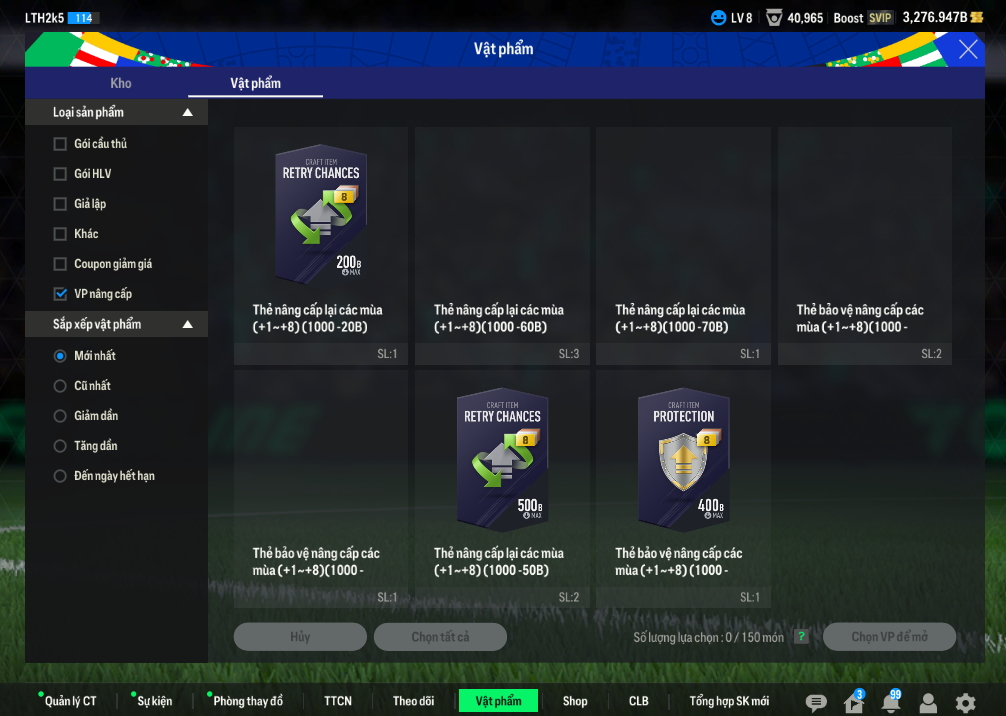 LTH2k5 114
LV 8 40,965 Boost SVIP 3,276.947B
Vật phẩm
Kho Vật phẩm
Loại sản phẩm
Gói cầu thủ
Gói HLV
Giả lập
Khác
Coupon giảm giá
VP nâng cấp
Sắp xếp vật phẩm
Mới nhất
Cũ nhất
Giảm dần
Tăng dần
Đến ngày hết hạn
CRAFT ITEM
RETRY CHANCES
8
200B
MAX
Thẻ nâng cấp lại các mùa
(+1~+8) (1000 -20B)
SL:1
Thẻ nâng cấp lại các mùa
(+1~+8)(1000 -60B)
SL:3
Thẻ nâng cấp lại các mùa
(+1~+8)(1000 -70B)
SL:1
Thẻ bảo vệ nâng cấp các
mùa (+1~+8)(1000 -
SL:2
Thẻ bảo vệ nâng cấp các
mùa (+1~+8)(1000 -
SL:1
CRAFT ITEM
RETRY CHANCES
8
500B
MAX
Thẻ nâng cấp lại các mùa
(+1~+8) (1000 -50B)
SL:2
CRAFT ITEM
PROTECTION
8
400B
MAX
Thẻ bảo vệ nâng cấp các
mùa (+1~+8) (1000 -
SL:1
Hủy Chọn tất cả Số lượng lựa chọn : 0 / 150 món ? Chọn VP để mở
Quản lý CT Sự kiện Phòng thay đồ TTCN Theo dõi Vật phẩm Shop CLB Tổng hợp SK mới 3 99